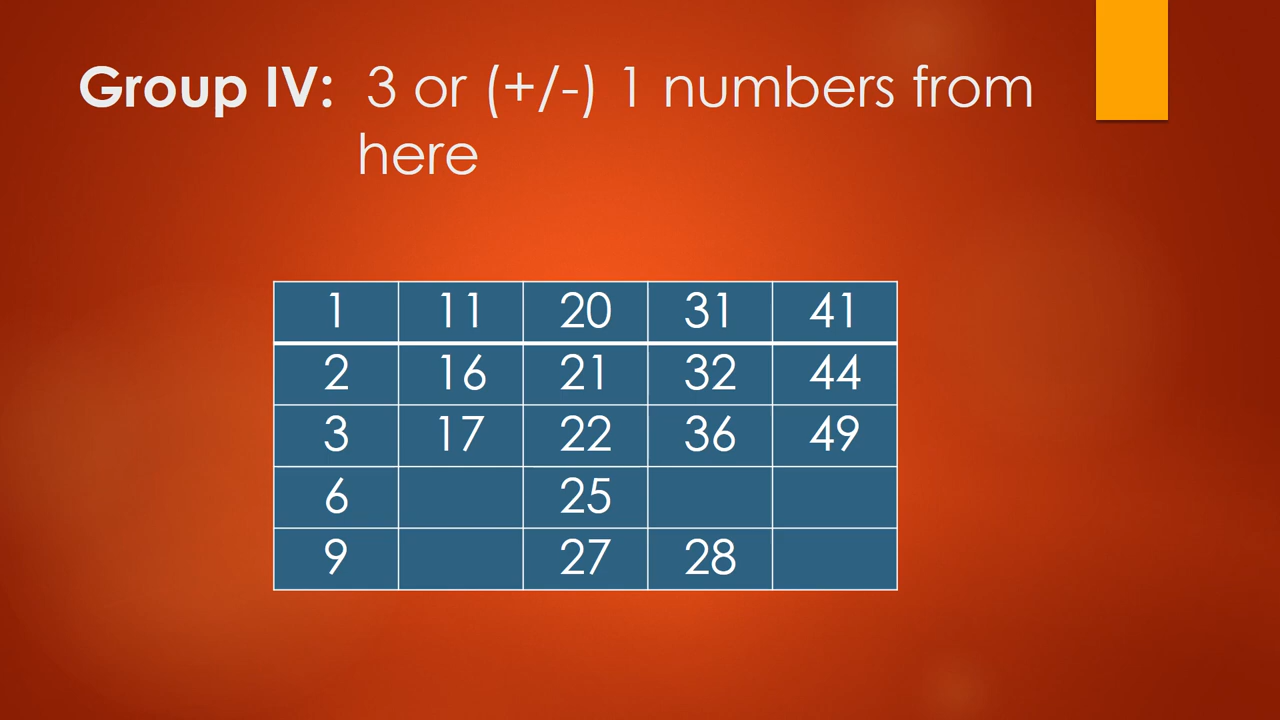 Group IV: 3 or (+/-) 1 numbers from
here
1 11 20 31 41
2 16 21 32 44
3 17 22 36 49
6 25
9 27 28